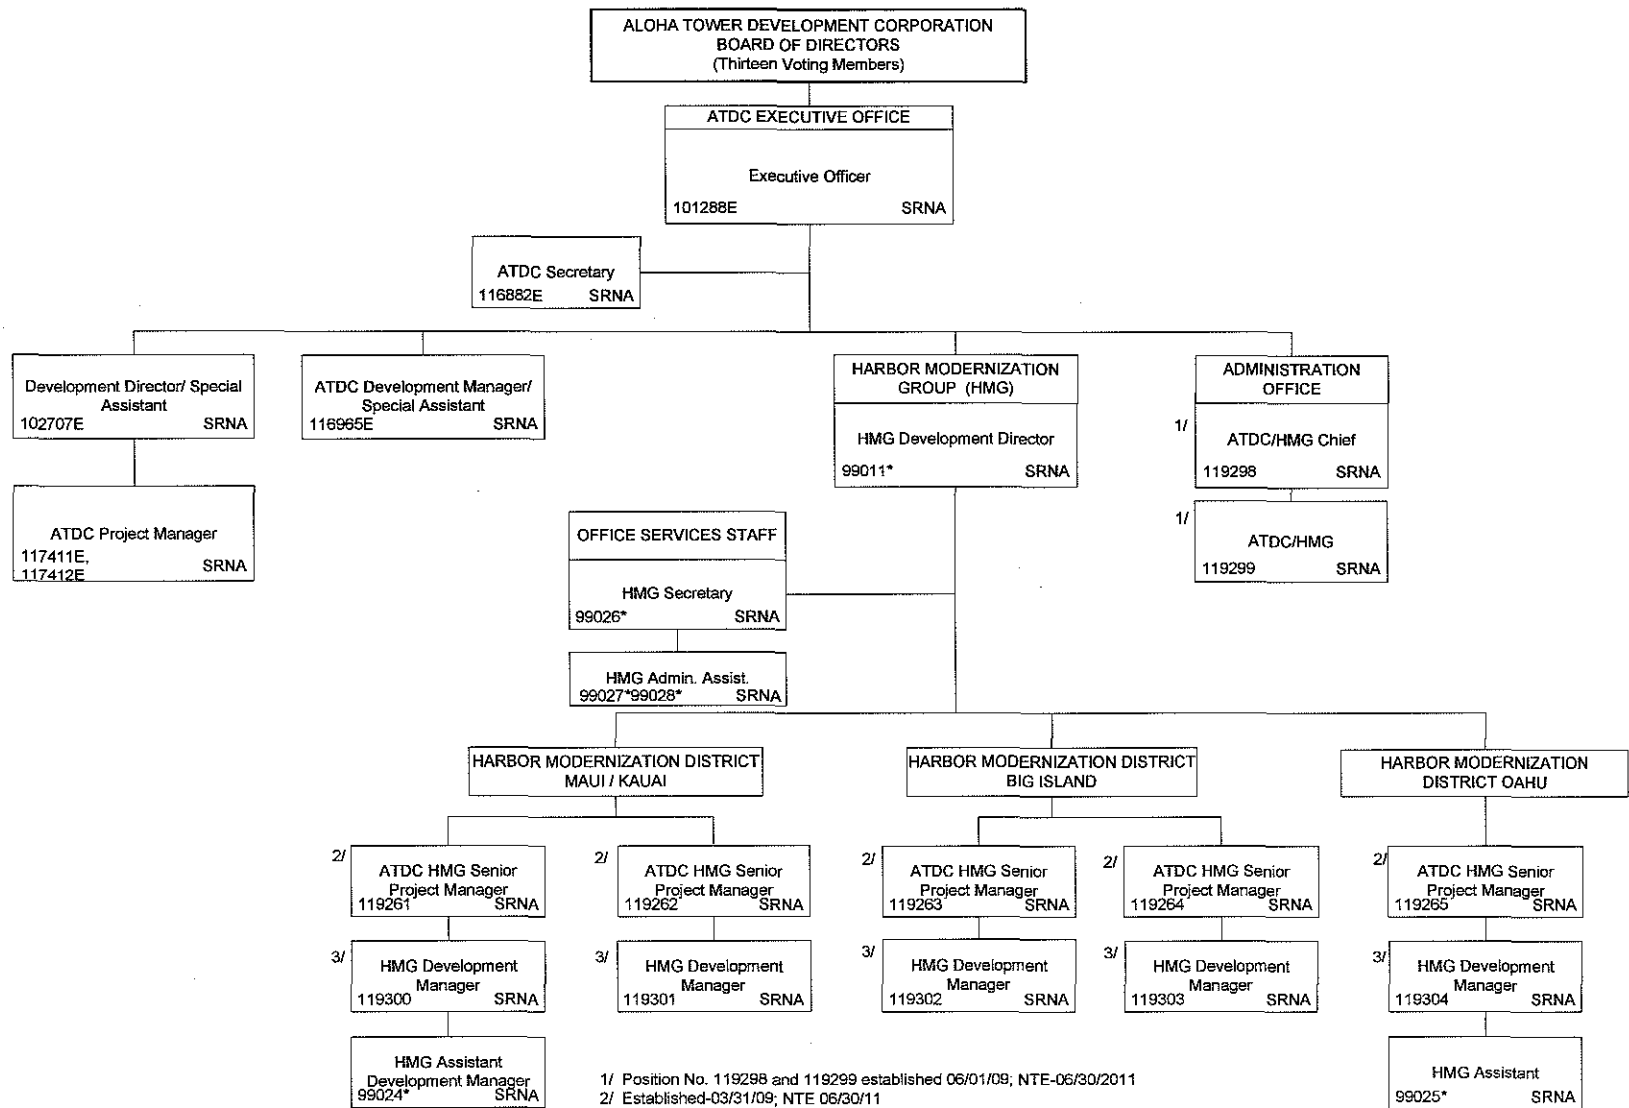 ALOHA TOWER DEVELOPMENT CORPORATION
BOARD OF DIRECTORS
(Thirteen Voting Members)
ATDC EXECUTIVE OFFICE
Executive Officer
101288E SRNA
ATDC Secretary
116882E SRNA
Development Director/ Special
Assistant
102707E SRNA
ATDC Project Manager
117411E,
117412E SRNA
ATDC Development Manager/
Special Assistant
116965E SRNA
HARBOR MODERNIZATION
GROUP (HMG)
HMG Development Director
99011* SRNA
ADMINISTRATION
OFFICE
1/ ATDC/HMG Chief
119298 SRNA
1/ ATDC/HMG
119299 SRNA
OFFICE SERVICES STAFF
HMG Secretary
99026* SRNA
HMG Admin. Assist.
99027*99028* SRNA
HARBOR MODERNIZATION DISTRICT
MAUI / KAUAI
2/ ATDC HMG Senior
Project Manager
119261 SRNA
3/ HMG Development
Manager
119300 SRNA
HMG Assistant
Development Manager
99024* SRNA
2/ ATDC HMG Senior
Project Manager
119262 SRNA
3/ HMG Development
Manager
119301 SRNA
HARBOR MODERNIZATION DISTRICT
BIG ISLAND
2/ ATDC HMG Senior
Project Manager
119263 SRNA
3/ HMG Development
Manager
119302 SRNA
2/ ATDC HMG Senior
Project Manager
119264 SRNA
3/ HMG Development
Manager
119303 SRNA
HARBOR MODERNIZATION
DISTRICT OAHU
2/ ATDC HMG Senior
Project Manager
119265 SRNA
3/ HMG Development
Manager
119304 SRNA
HMG Assistant
99025* SRNA
1/ Position No. 119298 and 119299 established 06/01/09; NTE-06/30/2011
2/ Established-03/31/09; NTE 06/30/11